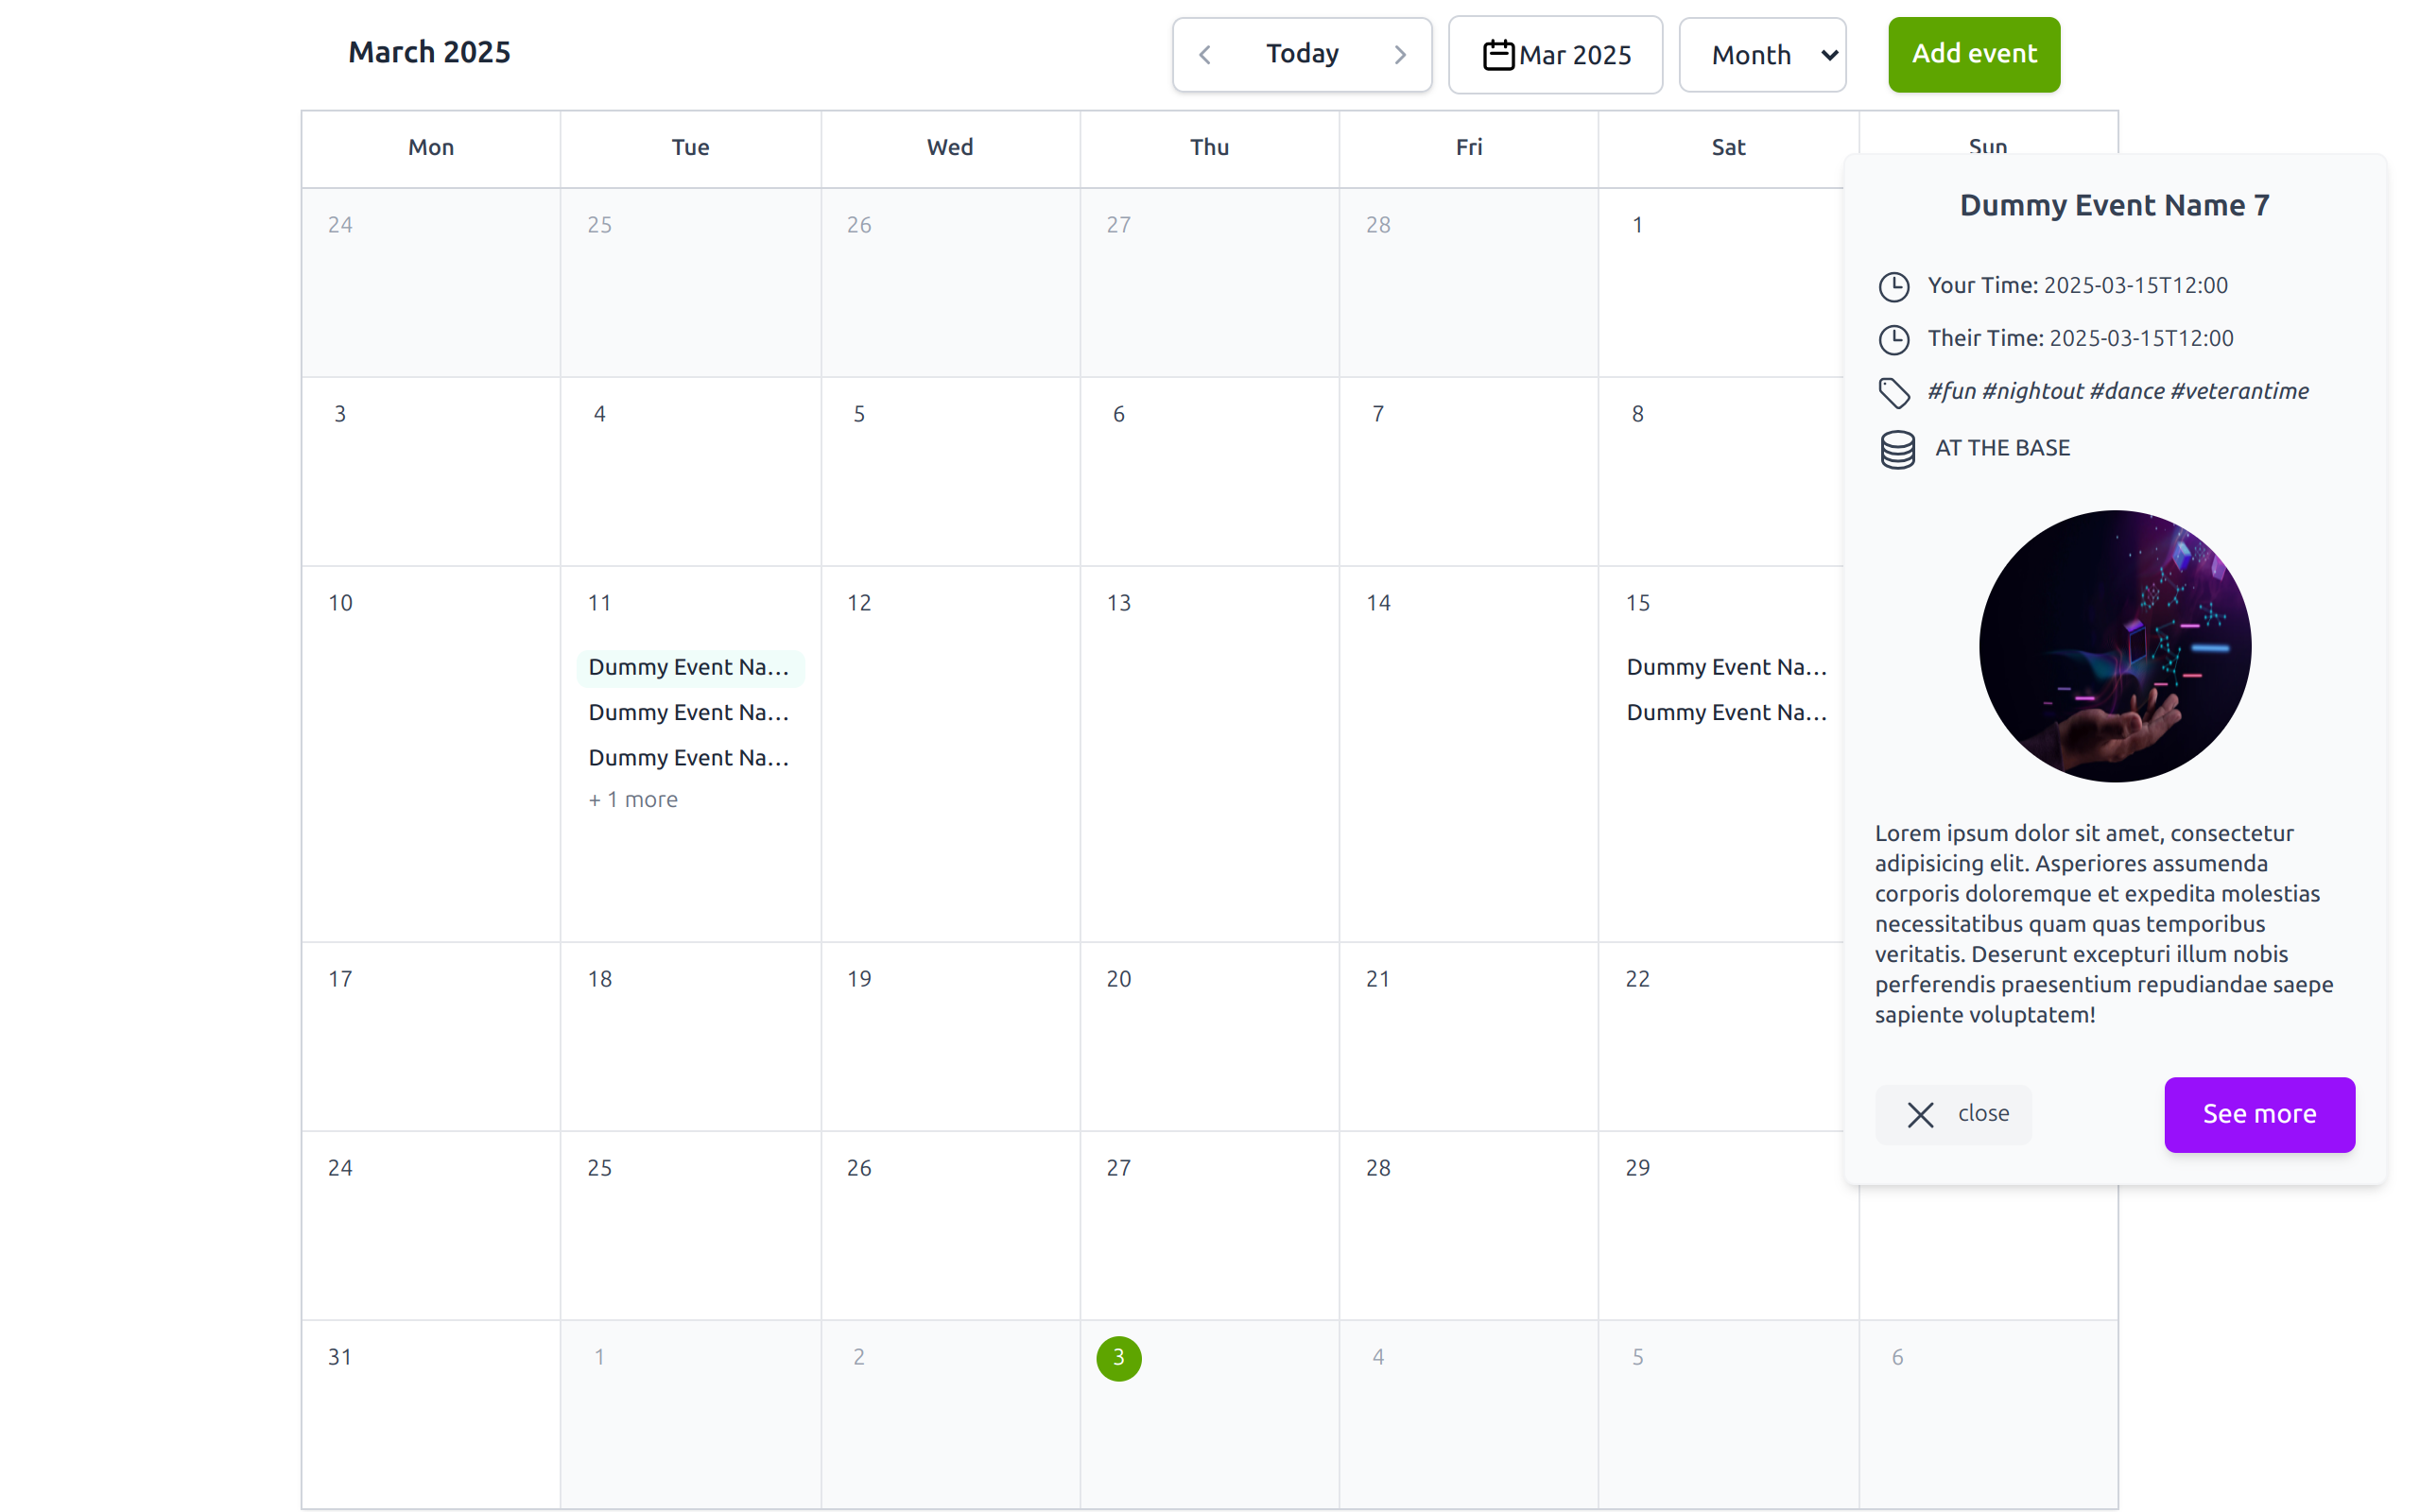 March 2025
Today
Mar 2025
Month
Add event
Mon Tue Wed Thu Fri Sat Sun
24 25 26 27 28 1
3 4 5 6 7 8
10 11 12 13 14 15
Dummy Event Na... Dummy Event Na...
Dummy Event Na... Dummy Event Na...
Dummy Event Na...
+ 1 more
17 18 19 20 21 22
24 25 26 27 28 29
31 1 2 3 4 5 6
Dummy Event Name 7
Your Time: 2025-03-15T12:00
Their Time: 2025-03-15T12:00
#fun #nightout #dance #veterantime
AT THE BASE
Lorem ipsum dolor sit amet, consectetur
adipisicing elit. Asperiores assumenda
corporis doloremque et expedita molestias
necessitatibus quam quas temporibus
veritatis. Deserunt excepturi illum nobis
perferendis praesentium repudiandae saepe
sapiente voluptatem!
close
See more